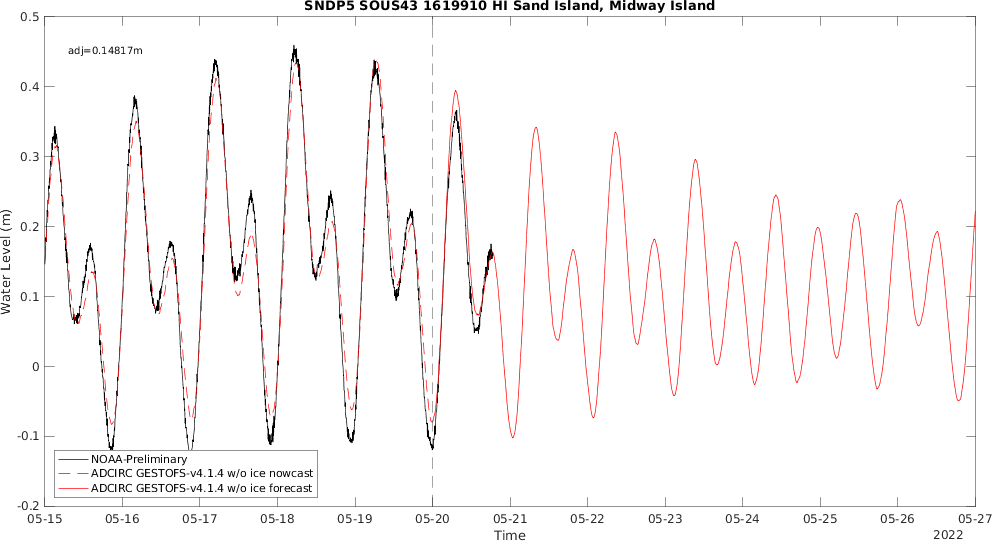 SNDP5 SOUS43 1619910 HI Sand Island, Midway Island
adj=0.14817m
Water Level (m)
0.5
0.4
0.3
0.2
0.1
0
-0.1
-0.2
NOAA-Preliminary
ADCIRC GESTOFS-v4.1.4 w/o ice nowcast
ADCIRC GESTOFS-v4.1.4 w/o ice forecast
05-15 05-16 05-17 05-18 05-19 05-20 05-21 05-22 05-23 05-24 05-25 05-26 05-27
Time
2022